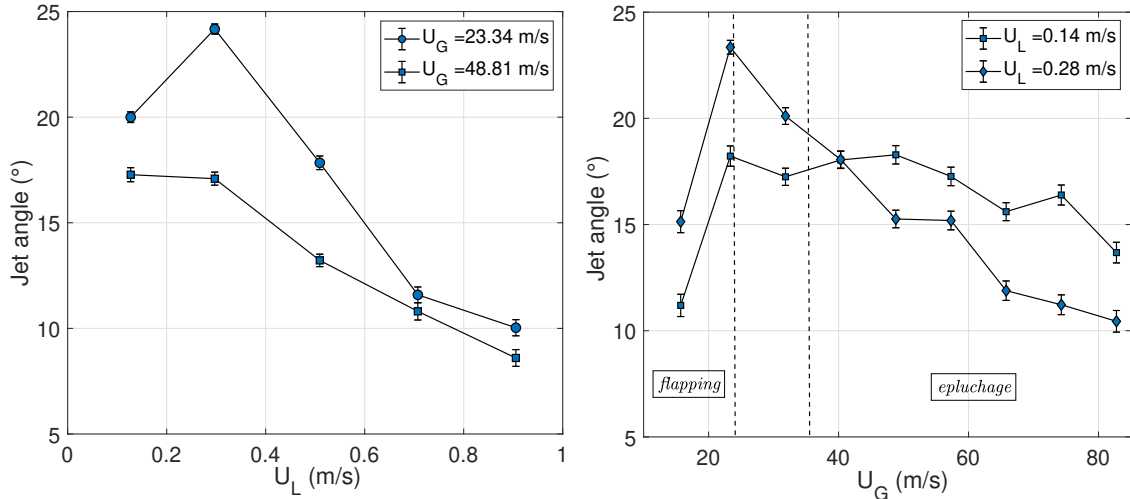 25
20
15
10
5
0
0.2
0.4
0.6
0.8
1
Jet angle (°)
U_L (m/s)
U_G =23.34 m/s
U_G =48.81 m/s
25
20
15
10
5
20
40
60
80
Jet angle (°)
U_G (m/s)
U_L =0.14 m/s
U_L =0.28 m/s
flapping
epluchage